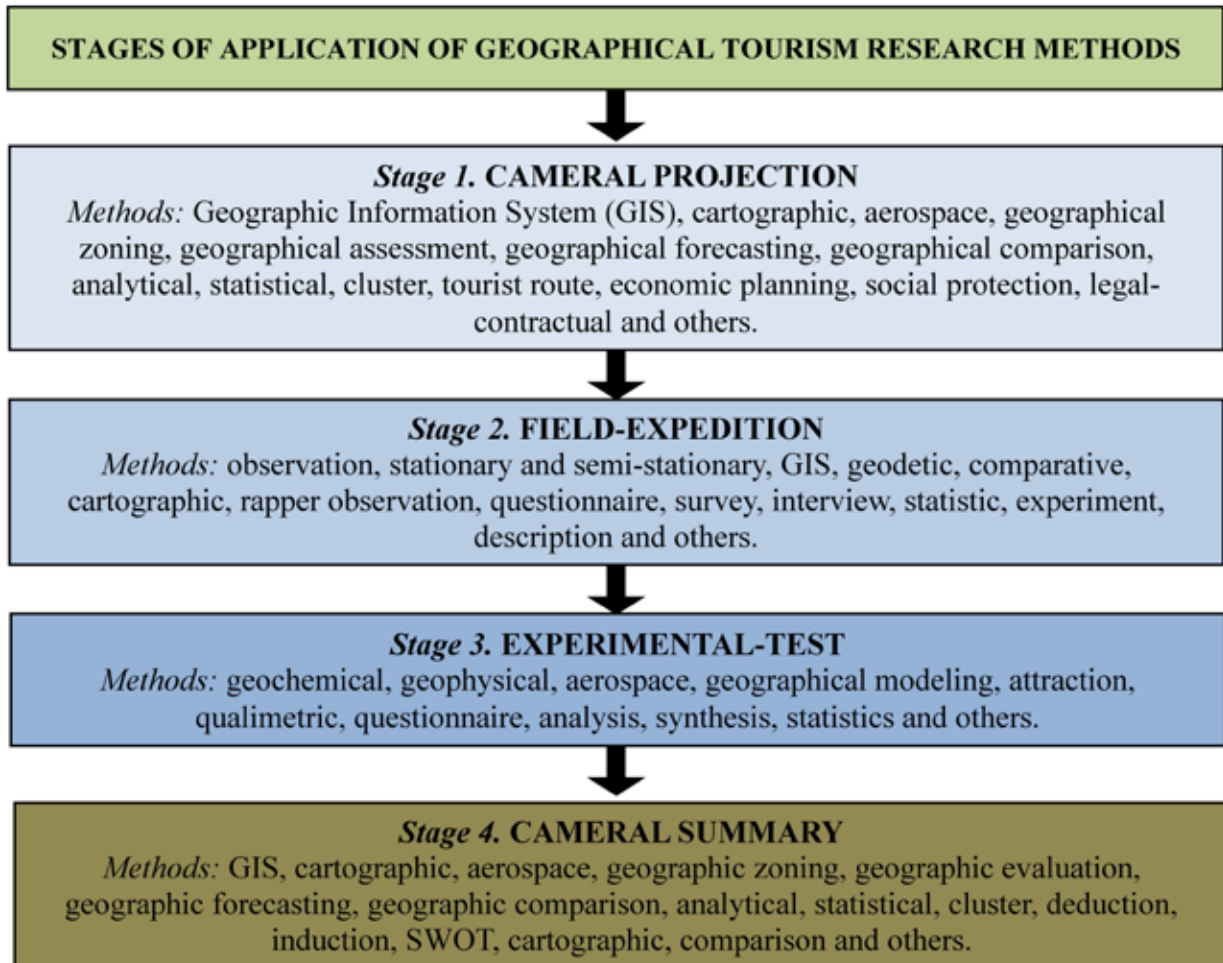 STAGES OF APPLICATION OF GEOGRAPHICAL TOURISM RESEARCH METHODS
Stage 1. CAMERAL PROJECTION
Methods: Geographic Information System (GIS), cartographic, aerospace, geographical
zoning, geographical assessment, geographical forecasting, geographical comparison,
analytical, statistical, cluster, tourist route, economic planning, social protection, legal-
contractual and others.
Stage 2. FIELD-EXPEDITION
Methods: observation, stationary and semi-stationary, GIS, geodetic, comparative,
cartographic, rapper observation, questionnaire, survey, interview, statistic, experiment,
description and others.
Stage 3. EXPERIMENTAL-TEST
Methods: geochemical, geophysical, aerospace, geographical modeling, attraction,
qualimetric, questionnaire, analysis, synthesis, statistics and others.
Stage 4. CAMERAL SUMMARY
Methods: GIS, cartographic, aerospace, geographic zoning, geographic evaluation,
geographic forecasting, geographic comparison, analytical, statistical, cluster, deduction,
induction, SWOT, cartographic, comparison and others.